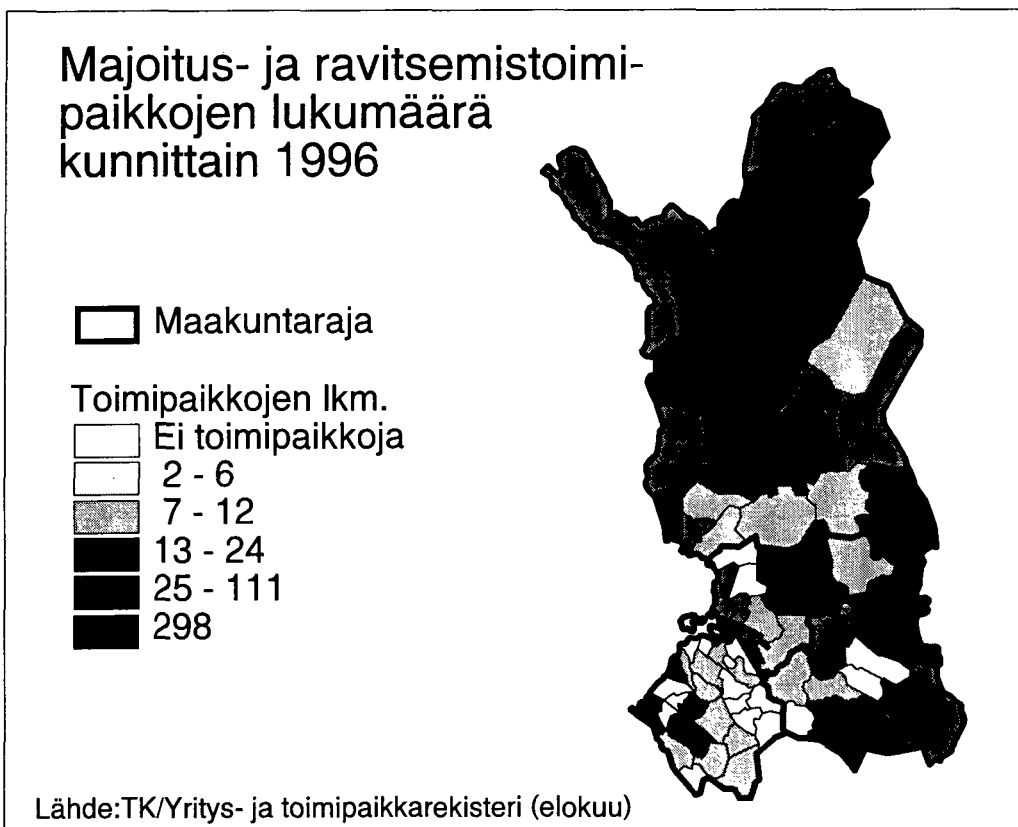 Majoitus- ja ravitsemistoimi-
paikkojen lukumäärä
kunnittain 1996
Maakuntaraja
Toimipaikkojen lkm.
Ei toimipaikkoja
2 - 6
7 - 12
13 - 24
25 - 111
298
Lähde:TK/Yritys- ja toimipaikkarekisteri (elokuu)